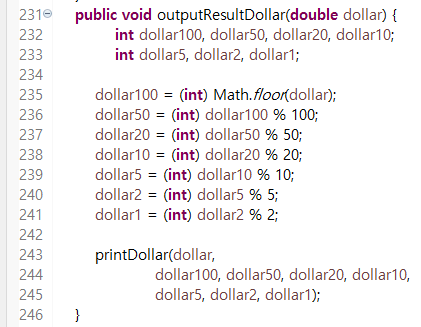 231 public void outputResultDollar(double dollar) {
232 int dollar100, dollar50, dollar20, dollar10;
233 int dollar5, dollar2, dollar1;
234
235 dollar100 = (int) Math.floor(dollar);
236 dollar50 = (int) dollar100 % 100;
237 dollar20 = (int) dollar50 % 50;
238 dollar10 = (int) dollar20 % 20;
239 dollar5 = (int) dollar10 % 10;
240 dollar2 = (int) dollar5 % 5;
241 dollar1 = (int) dollar2 % 2;
242
243 printDollar(dollar,
244 dollar100, dollar50, dollar20, dollar10,
245 dollar5, dollar2, dollar1);
246 }